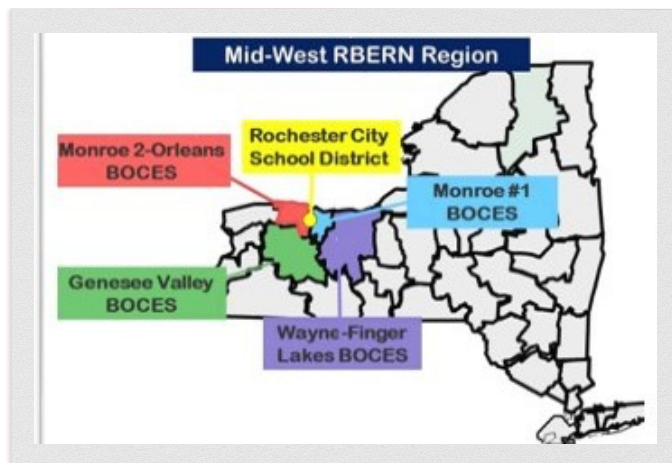 Mid-West RBERN Region
Rochester City
School District
Monroe 2-Orleans
BOCES
Monroe #1
BOCES
Genesee Valley
BOCES
Wayne-Finger
Lakes BOCES